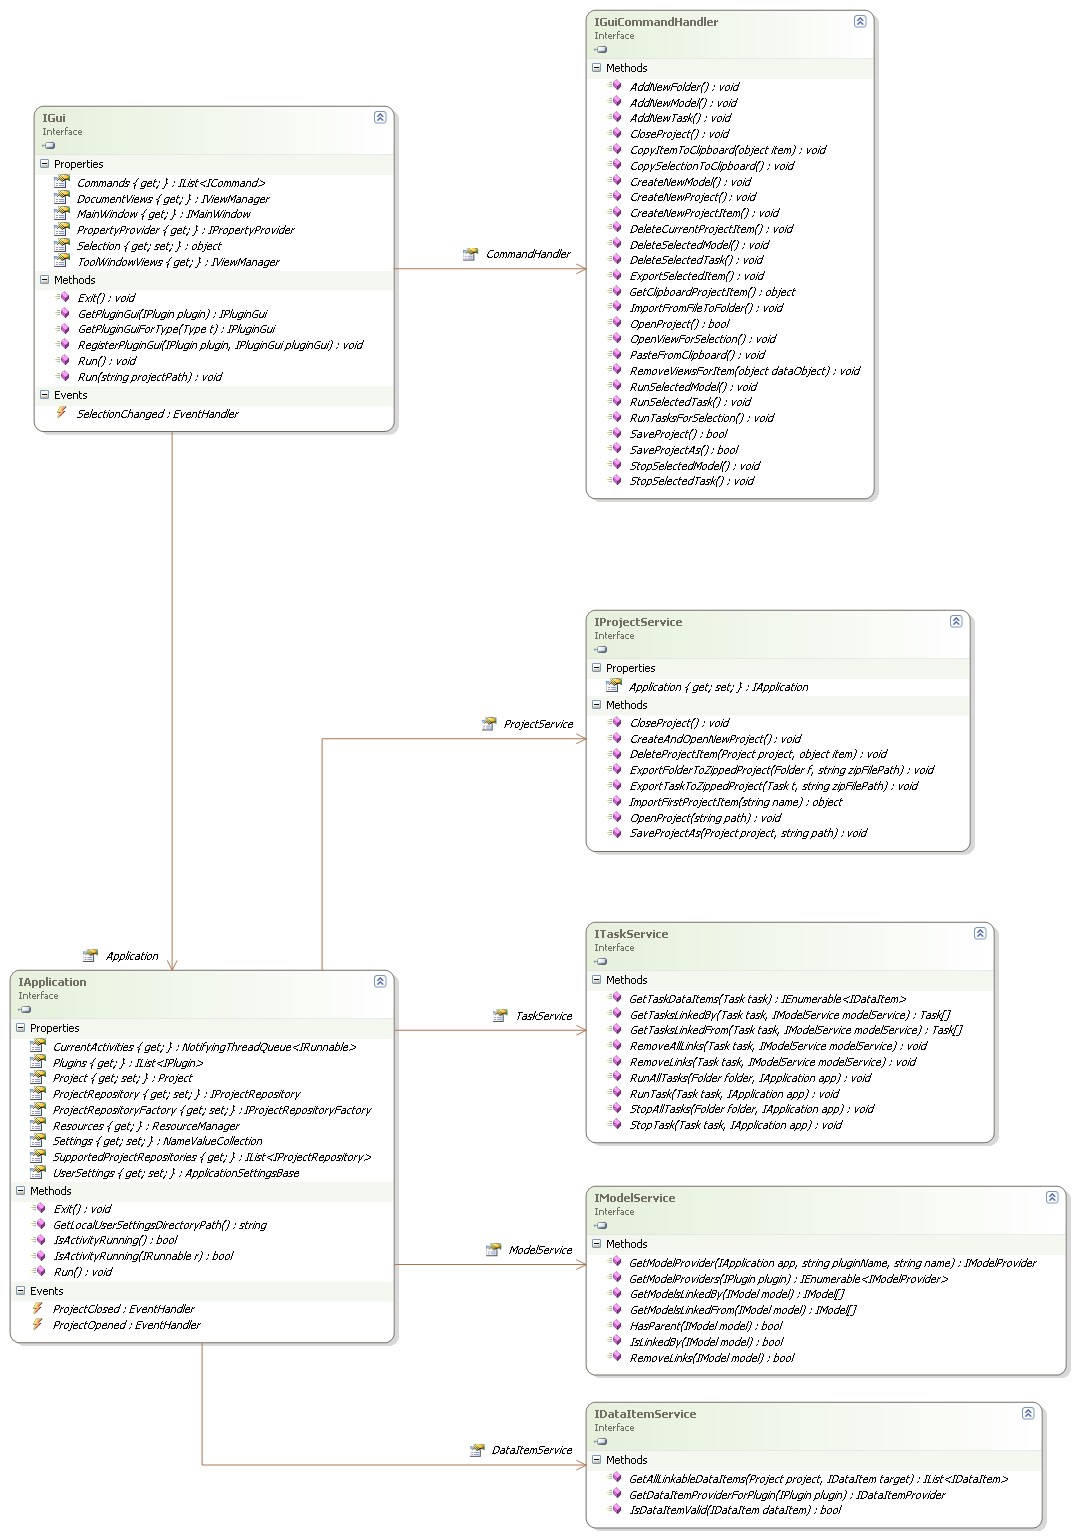 IGuiCommandHandler
Interface
Methods
AddNewFolder() : void
AddNewModel() : void
AddNewTask() : void
CloseProject() : void
CopyItemToClipboard(object item) : void
CopySelectionToClipboard() : void
CreateNewModel() : void
CreateNewProject() : void
CreateNewProjectItem() : void
DeleteCurrentProjectItem() : void
DeleteSelectedModel() : void
DeleteSelectedTask() : void
ExportSelectedItem() : void
GetClipboardProjectItem() : object
ImportFromFileToFolder() : void
OpenProject() : bool
OpenViewForSelection() : void
PasteFromClipboard() : void
RemoveViewsForItem(object dataObject) : void
RunSelectedModel() : void
RunSelectedTask() : void
RunTasksForSelection() : void
SaveProject() : bool
SaveProjectAs() : bool
StopSelectedModel() : void
StopSelectedTask() : void
IGui
Interface
Properties
Commands { get; } : IList<ICommand>
DocumentViews { get; } : IViewManager
MainWindow { get; } : IMainWindow
PropertyProvider { get; } : IPropertyProvider
Selection { get; set; } : object
ToolWindowViews { get; } : IViewManager
Methods
Exit() : void
GetPluginGui(IPlugin plugin) : IPluginGui
GetPluginGuiForType(Type t) : IPluginGui
RegisterPluginGui(IPlugin plugin, IPluginGui pluginGui) : void
Run() : void
Run(string projectPath) : void
Events
SelectionChanged : EventHandler
CommandHandler
IProjectService
Interface
Properties
Application { get; set; } : IApplication
Methods
CloseProject() : void
CreateAndOpenNewProject() : void
DeleteProjectItem(Project project, object item) : void
ExportFolderToZippedProject(Folder f, string zipFilePath) : void
ExportTaskToZippedProject(Task t, string zipFilePath) : void
ImportFirstProjectItem(string name) : object
OpenProject(string path) : void
SaveProjectAs(Project project, string path) : void
ProjectService
Application
IApplication
Interface
Properties
CurrentActivities { get; } : NotifyingThreadQueue<IRunnable>
Plugins { get; } : IList<IPlugin>
Project { get; set; } : Project
ProjectRepository { get; set; } : IProjectRepository
ProjectRepositoryFactory { get; set; } : IProjectRepositoryFactory
Resources { get; } : ResourceManager
Settings { get; set; } : NameValueCollection
SupportedProjectRepositories { get; } : IList<IProjectRepository>
UserSettings { get; set; } : ApplicationSettingsBase
Methods
Exit() : void
GetLocalUserSettingsDirectoryPath() : string
IsActivityRunning() : bool
IsActivityRunning(IRunnable r) : bool
Run() : void
Events
ProjectClosed : EventHandler
ProjectOpened : EventHandler
TaskService
ITaskService
Interface
Methods
GetTaskDataItems(Task task) : IEnumerable<IDataItem>
GetTasksLinkedBy(Task task, IModelService modelService) : Task[]
GetTasksLinkedFrom(Task task, IModelService modelService) : Task[]
RemoveAllLinks(Task task, IModelService modelService) : void
RemoveLinks(Task task, IModelService modelService) : void
RunAllTasks(Folder folder, IApplication app) : void
RunTask(Task task, IApplication app) : void
StopAllTasks(Folder folder, IApplication app) : void
StopTask(Task task, IApplication app) : void
ModelService
IModelService
Interface
Methods
GetModelProvider(IApplication app, string pluginName, string name) : IModelProvider
GetModelProviders(IPlugin plugin) : IEnumerable<IModelProvider>
GetModelsLinkedBy(IModel model) : IModel[]
GetModelsLinkedFrom(IModel model) : IModel[]
HasParent(IModel model) : bool
IsLinkedBy(IModel model) : bool
RemoveLinks(IModel model) : bool
DataItemService
IDataItemService
Interface
Methods
GetAllLinkableDataItems(Project project, IDataItem target) : IList<IDataItem>
GetDataItemProviderForPlugin(IPlugin plugin) : IDataItemProvider
IsDataItemValid(IDataItem dataItem) : bool